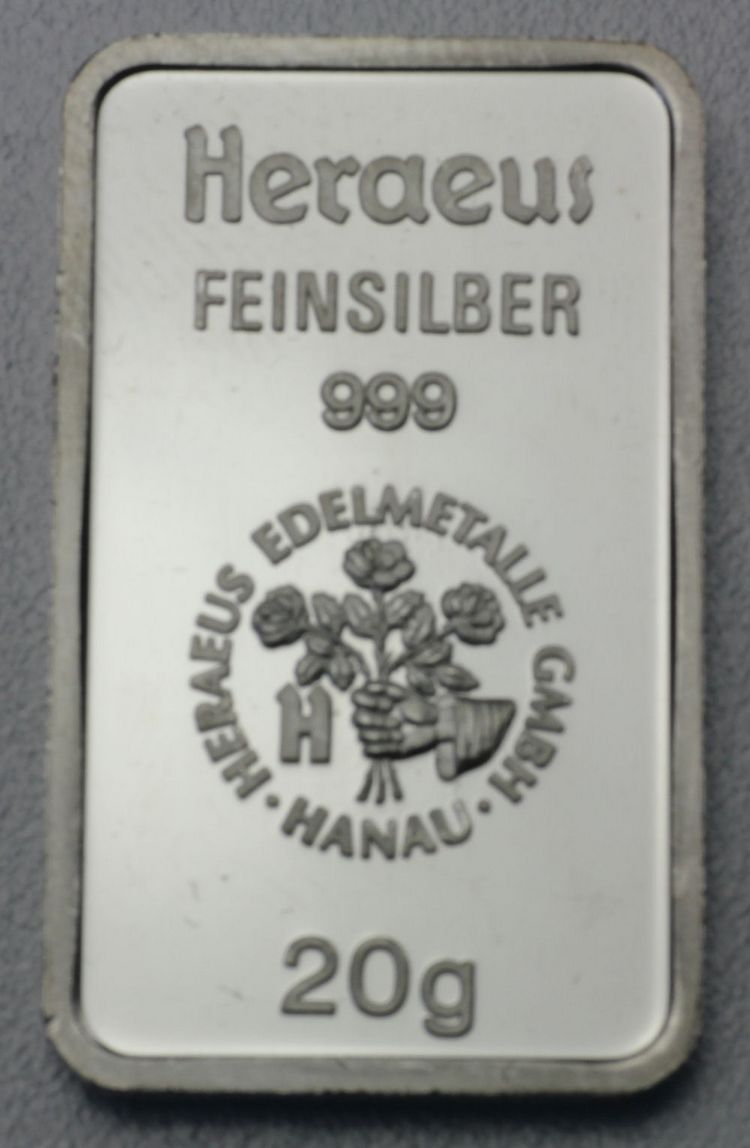 Heraeus
FEINSILBER
999
HERAEUS EDELMETALLE GMBH
H
· HANAU ·
20g